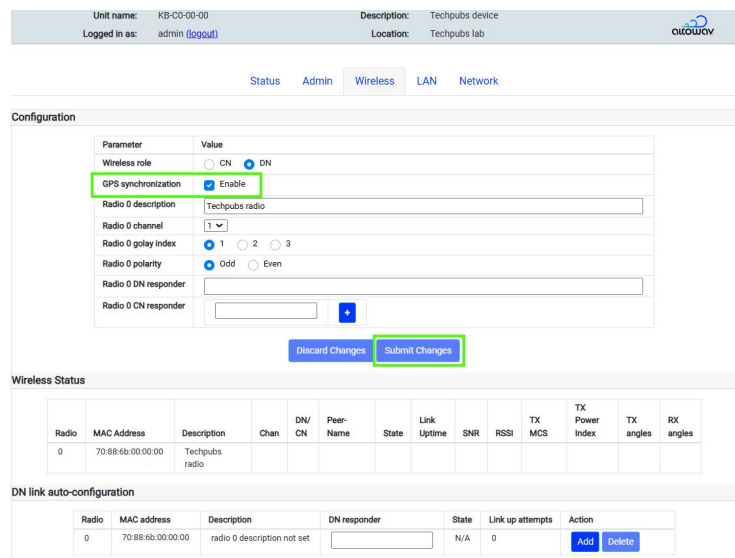 Unit name: KB-C0-00-00 Description: Techpubs device
Logged in as: admin (logout) Location: Techpubs lab
Status Admin Wireless LAN Network
Configuration
Parameter Value
Wireless role CN DN
GPS synchronization Enable
Radio 0 description Techpubs radio
Radio 0 channel 1
Radio 0 golay index 1 2 3
Radio 0 polarity Odd Even
Radio 0 DN responder
Radio 0 CN responder +
Discard Changes Submit Changes
Wireless Status
Radio MAC Address Description Chan DN/CN Peer-Name State Link Uptime SNR RSSI TX MCS TX Power Index TX angles RX angles
0 70:88:6b:00:00:00 Techpubs radio
DN link auto-configuration
Radio MAC address Description DN responder State Link up attempts Action
0 70:88:6b:00:00:00 radio 0 description not set N/A 0 Add Delete